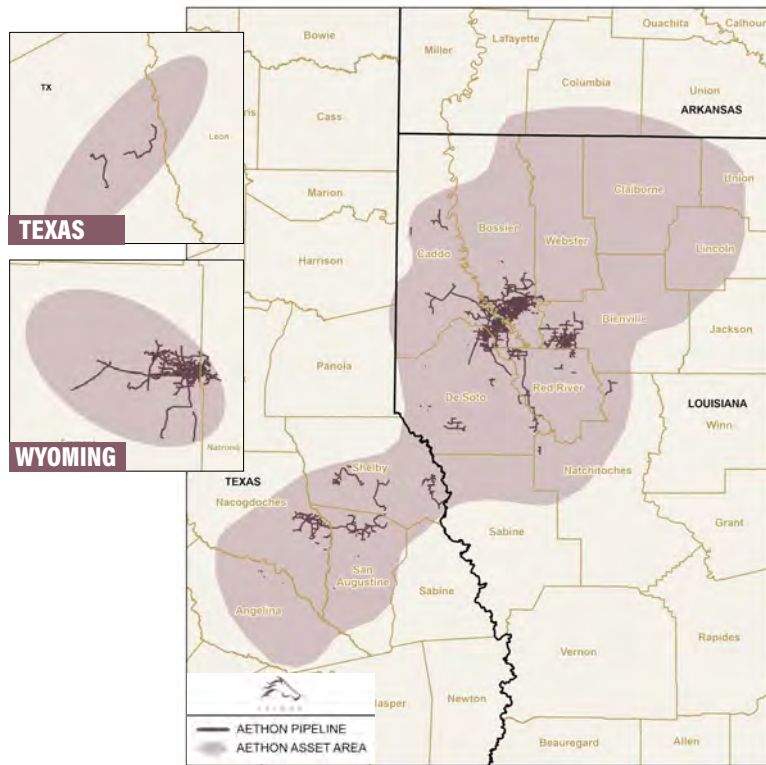 TX
Leon
TEXAS
Natrona
WYOMING
Bowie
Cass
Marion
Harrison
Panola
Miller
Lafayette
Ouachita
Calhou
Columbia
Union
ARKANSAS
Claiborne
Union
Bossier
Webster
Lincoln
Caddo
Bienville
Jackson
De Soto
Red River
LOUISIANA
Winn
Natchitoches
Shelby
TEXAS
Nacogdoches
Grant
Sabine
San
Augustine
Sabine
Angelina
Rapides
Vernon
Newton
Jasper
Beauregard
Allen
AETHON PIPELINE
AETHON ASSET AREA